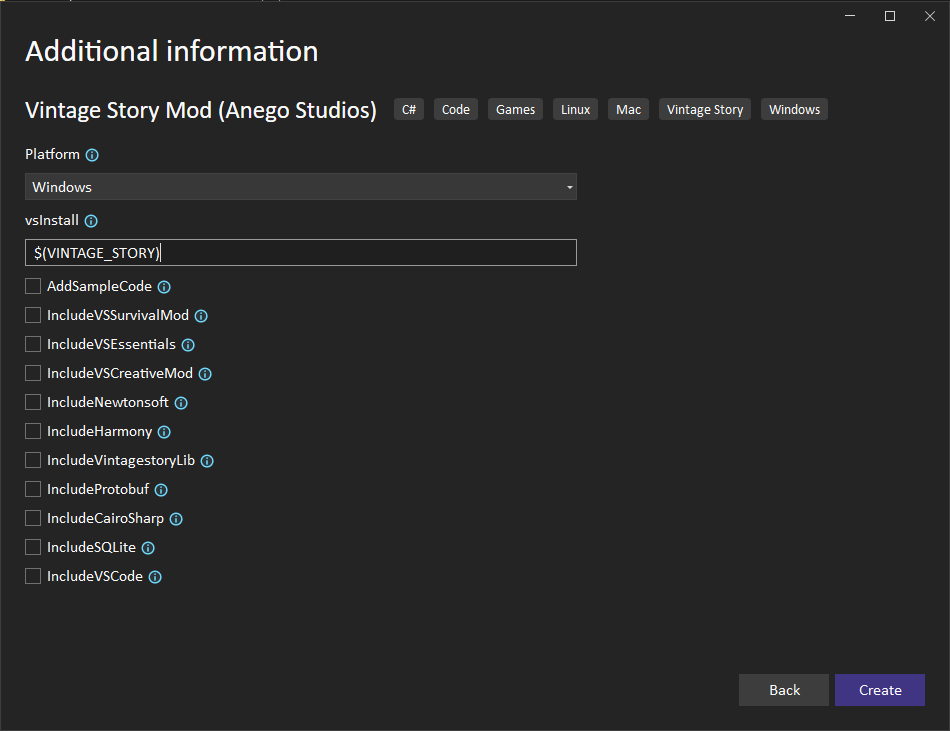 Additional information
Vintage Story Mod (Anego Studios) C# Code Games Linux Mac Vintage Story Windows
Platform
Windows
vsInstall
$(VINTAGE_STORY)
AddSampleCode
IncludeVSSurvivalMod
IncludeVSEssentials
IncludeVSCreativeMod
IncludeNewtonsoft
IncludeHarmony
IncludeVintagestoryLib
IncludeProtobuf
IncludeCairoSharp
IncludeSQLite
IncludeVSCode
Back Create